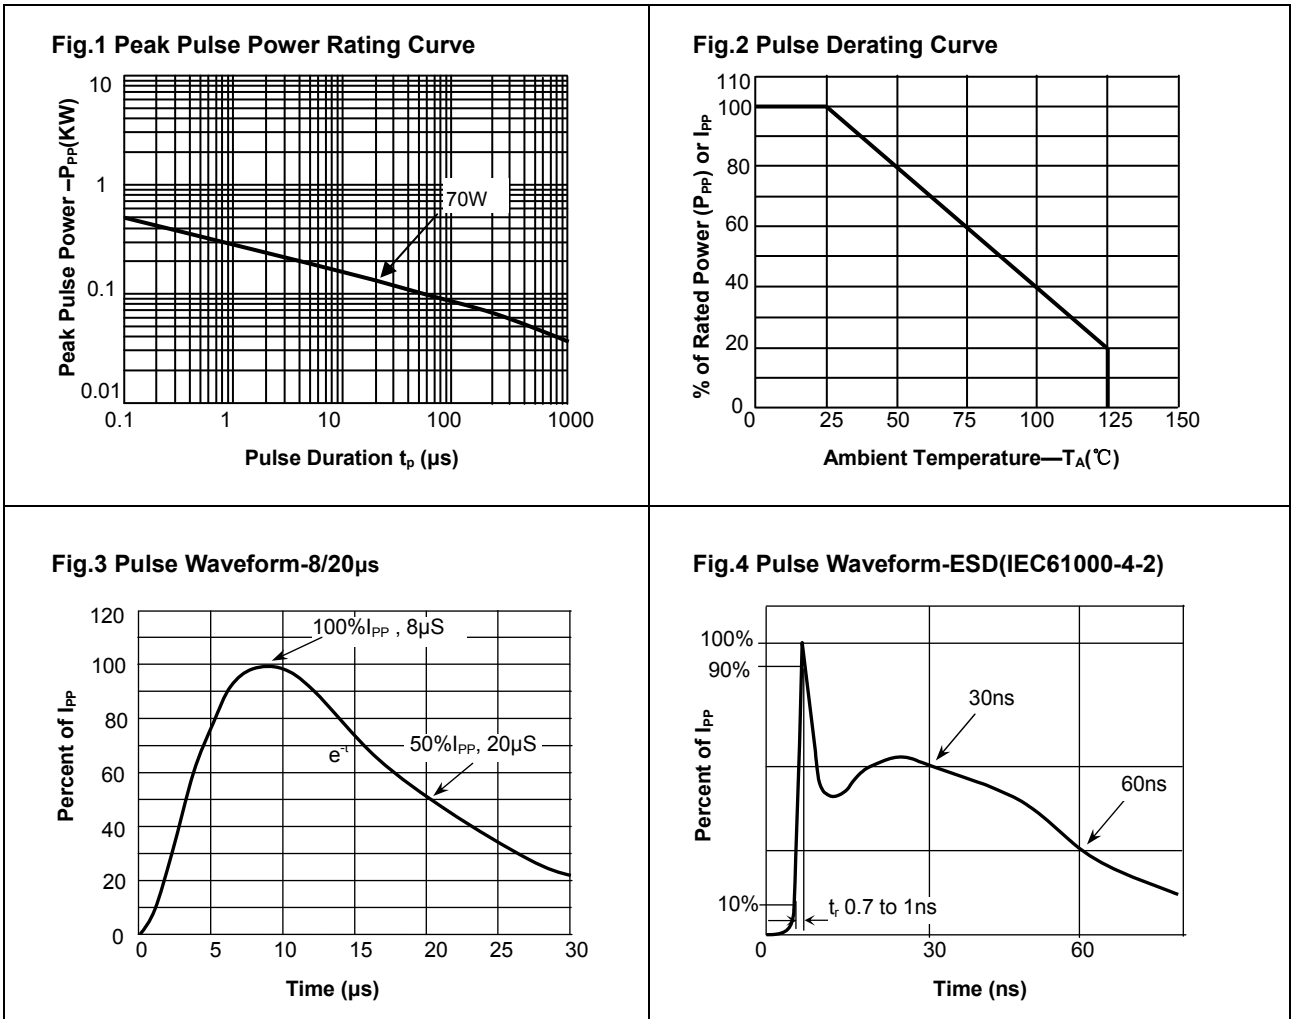 Fig.1 Peak Pulse Power Rating Curve
Peak Pulse Power –PPP(KW)
10
1
0.1
0.01
70W
0.1 1 10 100 1000
Pulse Duration tp (µs)
Fig.2 Pulse Derating Curve
% of Rated Power (PPP) or IPP
110
100
80
60
40
20
0
0 25 50 75 100 125 150
Ambient Temperature—TA(℃)
Fig.3 Pulse Waveform-8/20µs
Percent of IPP
120
100
80
60
40
20
0
100%IPP , 8µS
e-t
50%IPP, 20µS
0 5 10 15 20 25 30
Time (µs)
Fig.4 Pulse Waveform-ESD(IEC61000-4-2)
Percent of IPP
100%
90%
10%
30ns
60ns
tr 0.7 to 1ns
0 30 60
Time (ns)